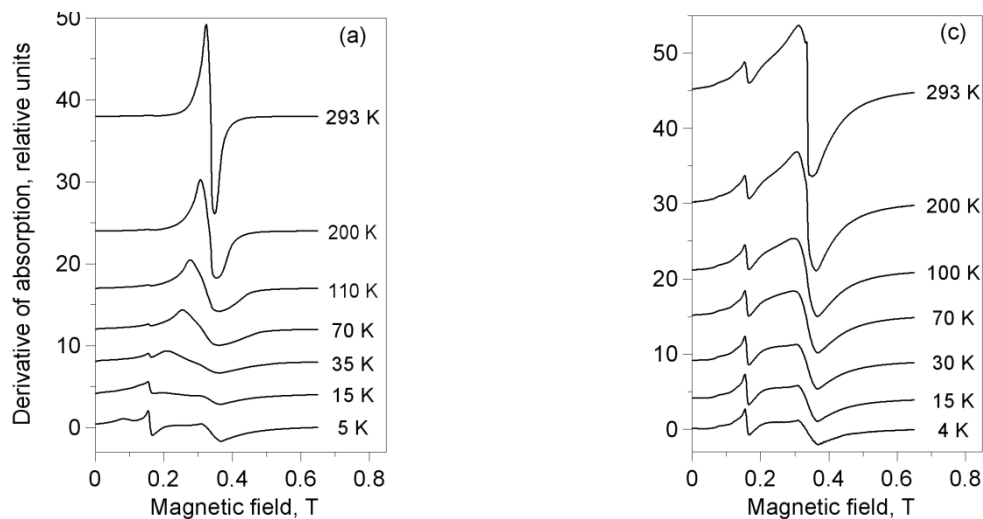 Derivative of absorption, relative units
50
40
30
20
10
0
(a)
293 K
200 K
110 K
70 K
35 K
15 K
5 K
0 0.2 0.4 0.6 0.8
Magnetic field, T
50
40
30
20
10
0
(c)
293 K
200 K
100 K
70 K
30 K
15 K
4 K
0 0.2 0.4 0.6 0.8
Magnetic field, T